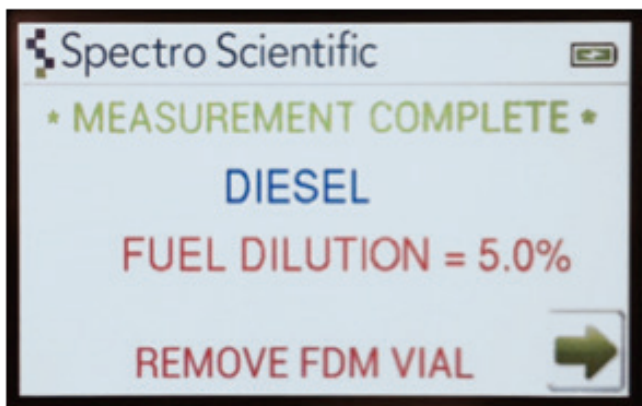 Spectro Scientific
* MEASUREMENT COMPLETE *
DIESEL
FUEL DILUTION = 5.0%
REMOVE FDM VIAL